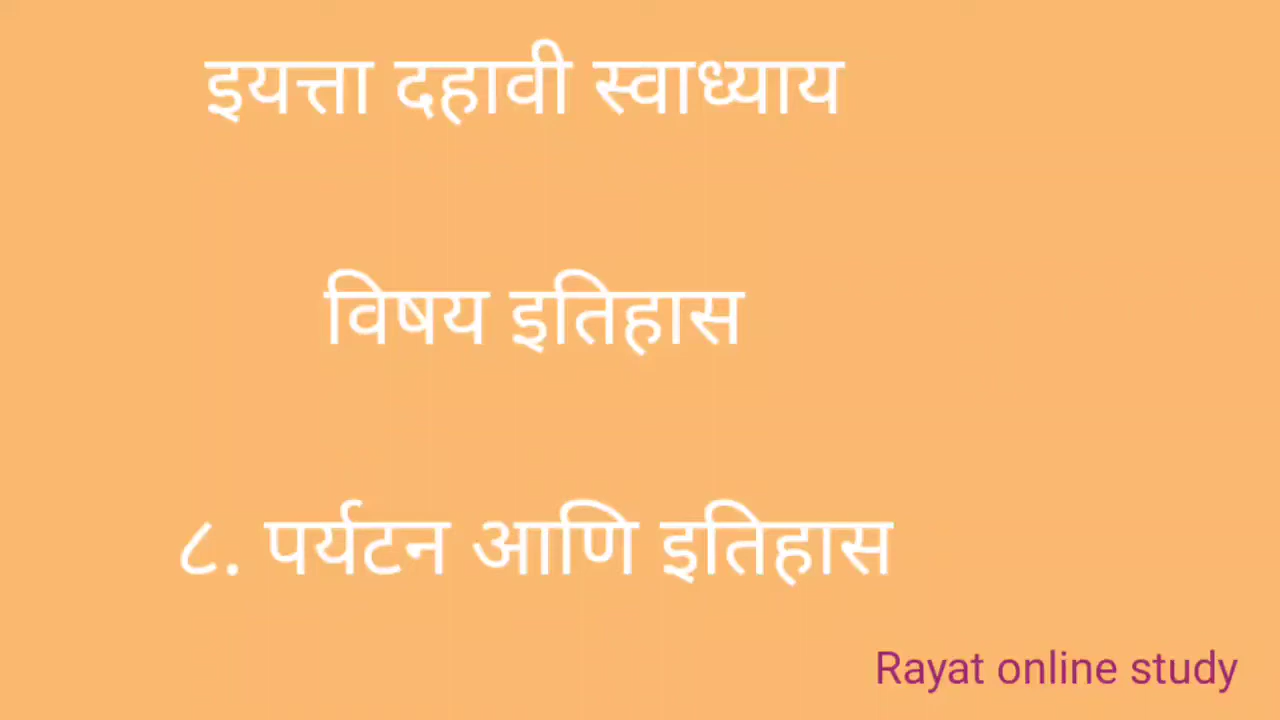 इयत्ता दहावी स्वाध्याय
विषय इतिहास
८. पर्यटन आणि इतिहास
Rayat online study